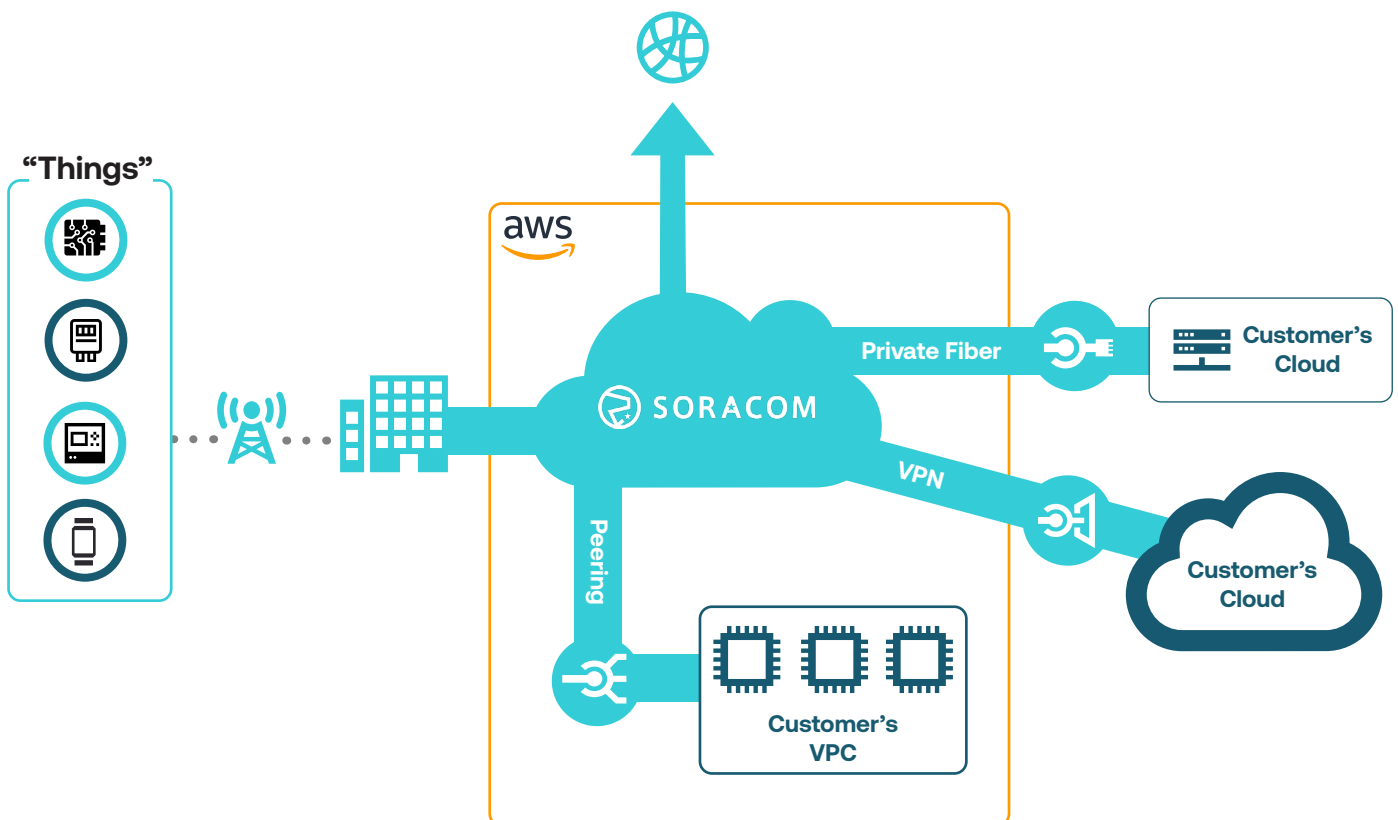 “Things”
aws
Private Fiber
Customer’s
Cloud
SORACOM
VPN
Peering
Customer’s
Cloud
Customer’s
VPC